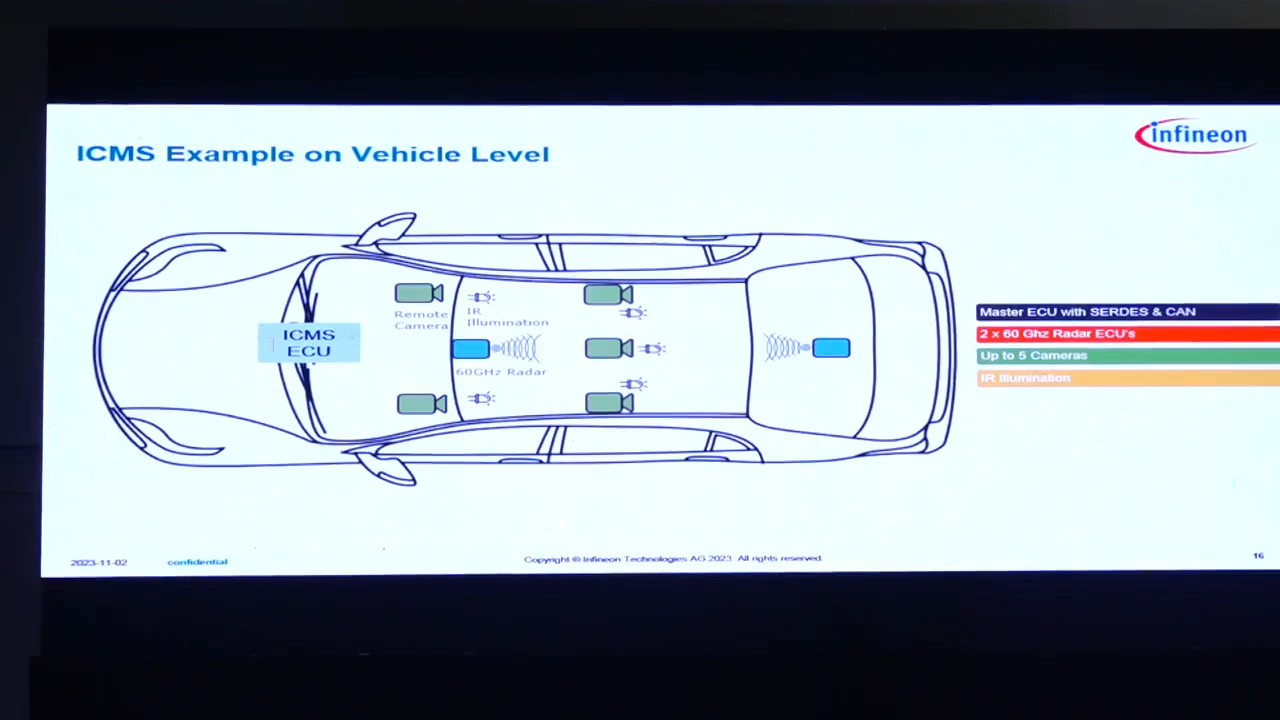 ICMS Example on Vehicle Level
infineon
Remote
Camera
IR
Illumination
ICMS
ECU
60GHz Radar
Master ECU with SERDES & CAN
2 x 60 Ghz Radar ECU's
Up to 5 Cameras
IR Illumination
2023-11-02
confidential
Copyright © Infineon Technologies AG 2023. All rights reserved.
16